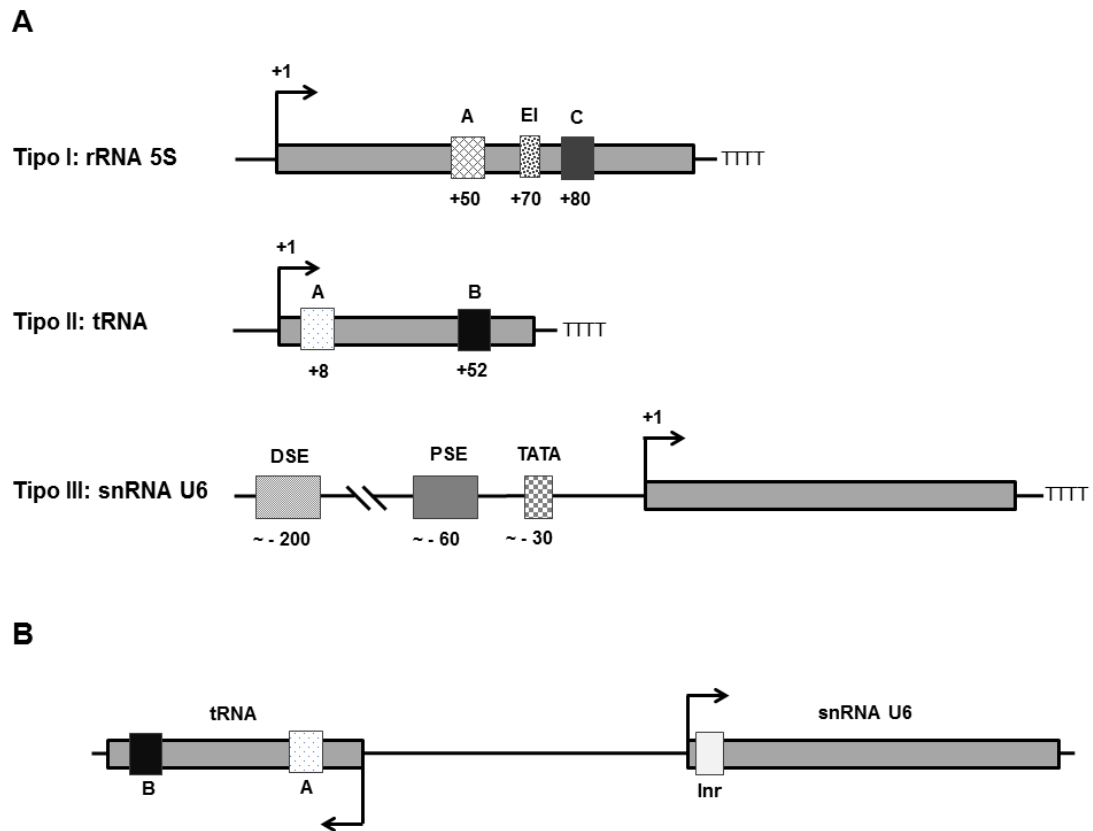 A
+1
A EI C
Tipo I: rRNA 5S
TTTT
+50 +70 +80
+1
A B
Tipo II: tRNA
TTTT
+8 +52
+1
DSE PSE TATA
Tipo III: snRNA U6
TTTT
~ - 200 ~ - 60 ~ - 30
B
tRNA snRNA U6
B A Inr